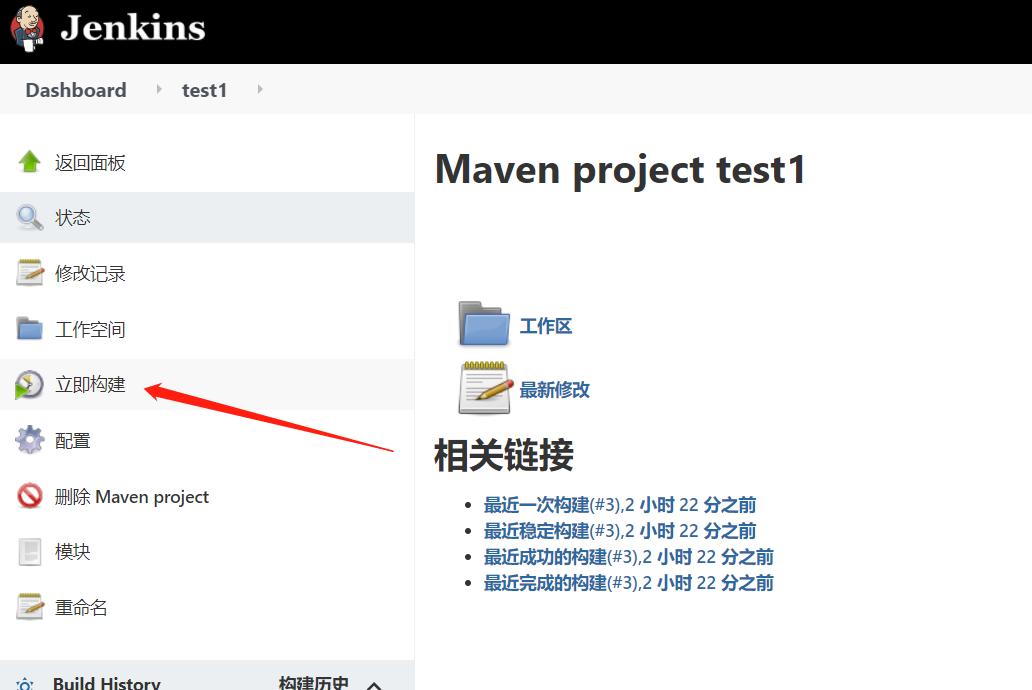 Jenkins
Dashboard test1
返回面板
状态
修改记录
工作空间
立即构建
配置
删除 Maven project
模块
重命名
Build History 构建历史
Maven project test1
工作区
最新修改
相关链接
最近一次构建(#3),2 小时 22 分之前
最近稳定构建(#3),2 小时 22 分之前
最近成功的构建(#3),2 小时 22 分之前
最近完成的构建(#3),2 小时 22 分之前